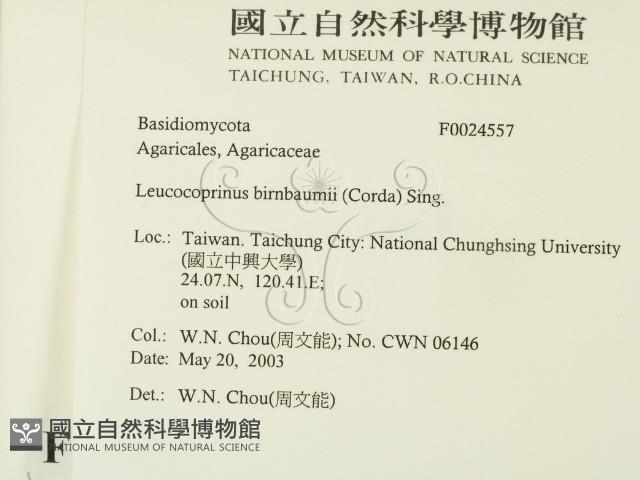 國立自然科學博物館
NATIONAL MUSEUM OF NATURAL SCIENCE
TAICHUNG, TAIWAN, R.O.CHINA
Basidiomycota F0024557
Agaricales, Agaricaceae
Leucocoprinus birnbaumii (Corda) Sing.
Loc.: Taiwan. Taichung City: National Chunghsing University
(國立中興大學)
24.07.N, 120.41.E;
on soil
Col.: W.N. Chou(周文能); No. CWN 06146
Date: May 20, 2003
Det.: W.N. Chou(周文能)
國立自然科學博物館
NATIONAL MUSEUM OF NATURAL SCIENCE
F